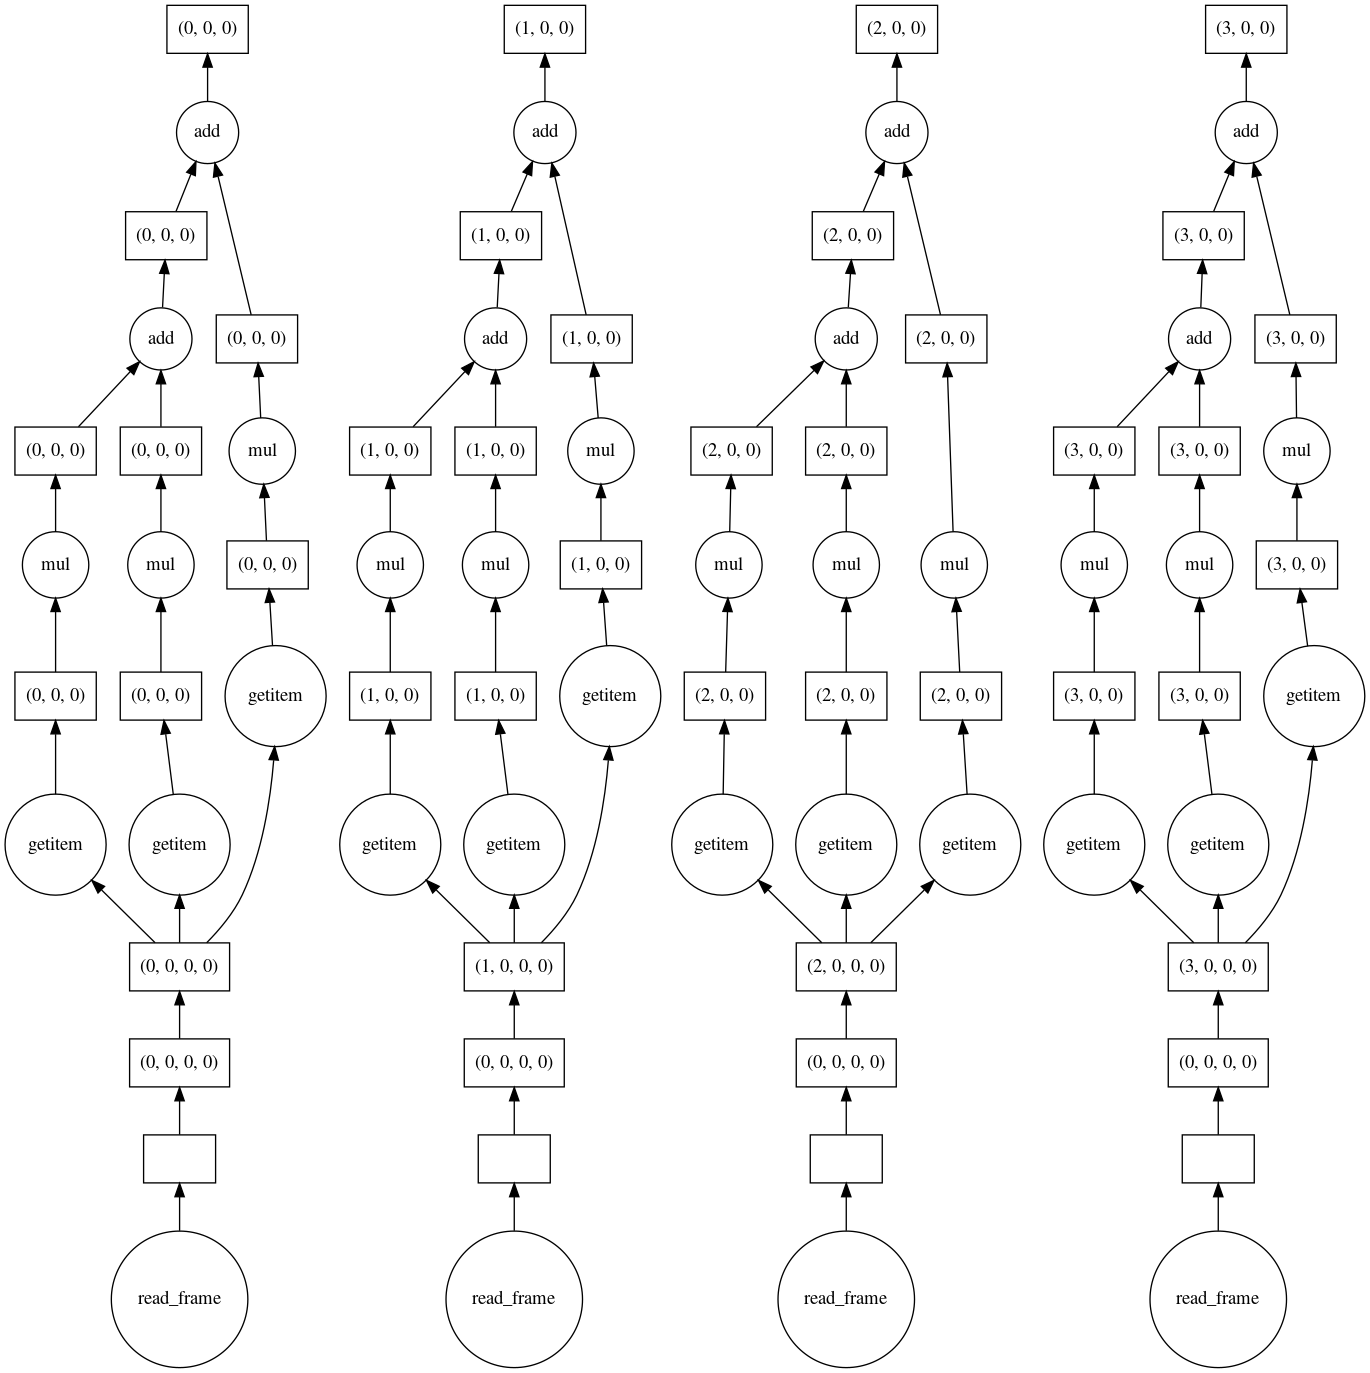 (0, 0, 0)
(1, 0, 0)
(2, 0, 0)
(3, 0, 0)
add
add
add
add
(0, 0, 0)
(1, 0, 0)
(2, 0, 0)
(3, 0, 0)
add
(0, 0, 0)
add
(1, 0, 0)
add
(2, 0, 0)
add
(3, 0, 0)
(0, 0, 0)
(0, 0, 0)
mul
(1, 0, 0)
(1, 0, 0)
mul
(2, 0, 0)
(2, 0, 0)
(3, 0, 0)
(3, 0, 0)
mul
mul
mul
(0, 0, 0)
mul
mul
(1, 0, 0)
mul
mul
mul
mul
mul
(3, 0, 0)
(0, 0, 0)
(0, 0, 0)
getitem
(1, 0, 0)
(1, 0, 0)
getitem
(2, 0, 0)
(2, 0, 0)
(2, 0, 0)
(3, 0, 0)
(3, 0, 0)
getitem
getitem
getitem
getitem
getitem
getitem
getitem
getitem
getitem
getitem
(0, 0, 0, 0)
(1, 0, 0, 0)
(2, 0, 0, 0)
(3, 0, 0, 0)
(0, 0, 0, 0)
(0, 0, 0, 0)
(0, 0, 0, 0)
(0, 0, 0, 0)
read_frame
read_frame
read_frame
read_frame